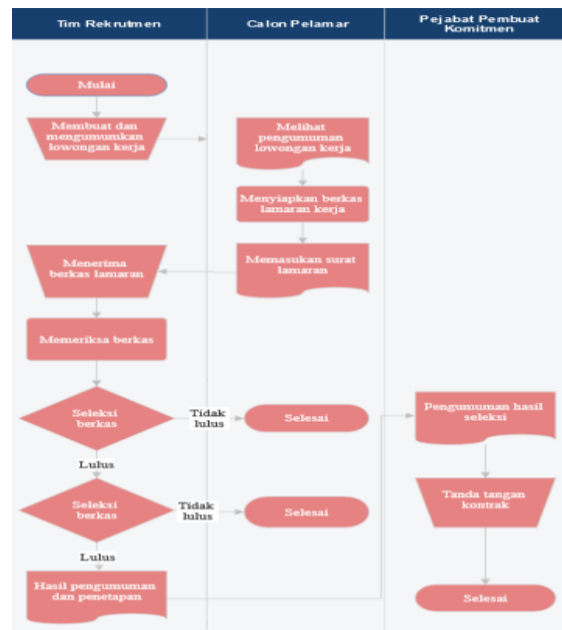 Tim Rekrutmen
Calon Pelamar
Pejabat Pembuat
Komitmen
Mulai
Membuat dan
mengumumkan
lowongan kerja
Melihat
pengumuman
lowongan kerja
Menyiapkan berkas
lamaran kerja
Memasukan surat
lamaran
Menerima
berkas lamaran
Memeriksa berkas
Seleksi
berkas
Tidak
lulus
Selesai
Lulus
Seleksi
berkas
Tidak
lulus
Selesai
Lulus
Hasil pengumuman
dan penetapan
Pengumuman hasil
seleksi
Tanda tangan
kontrak
Selesai